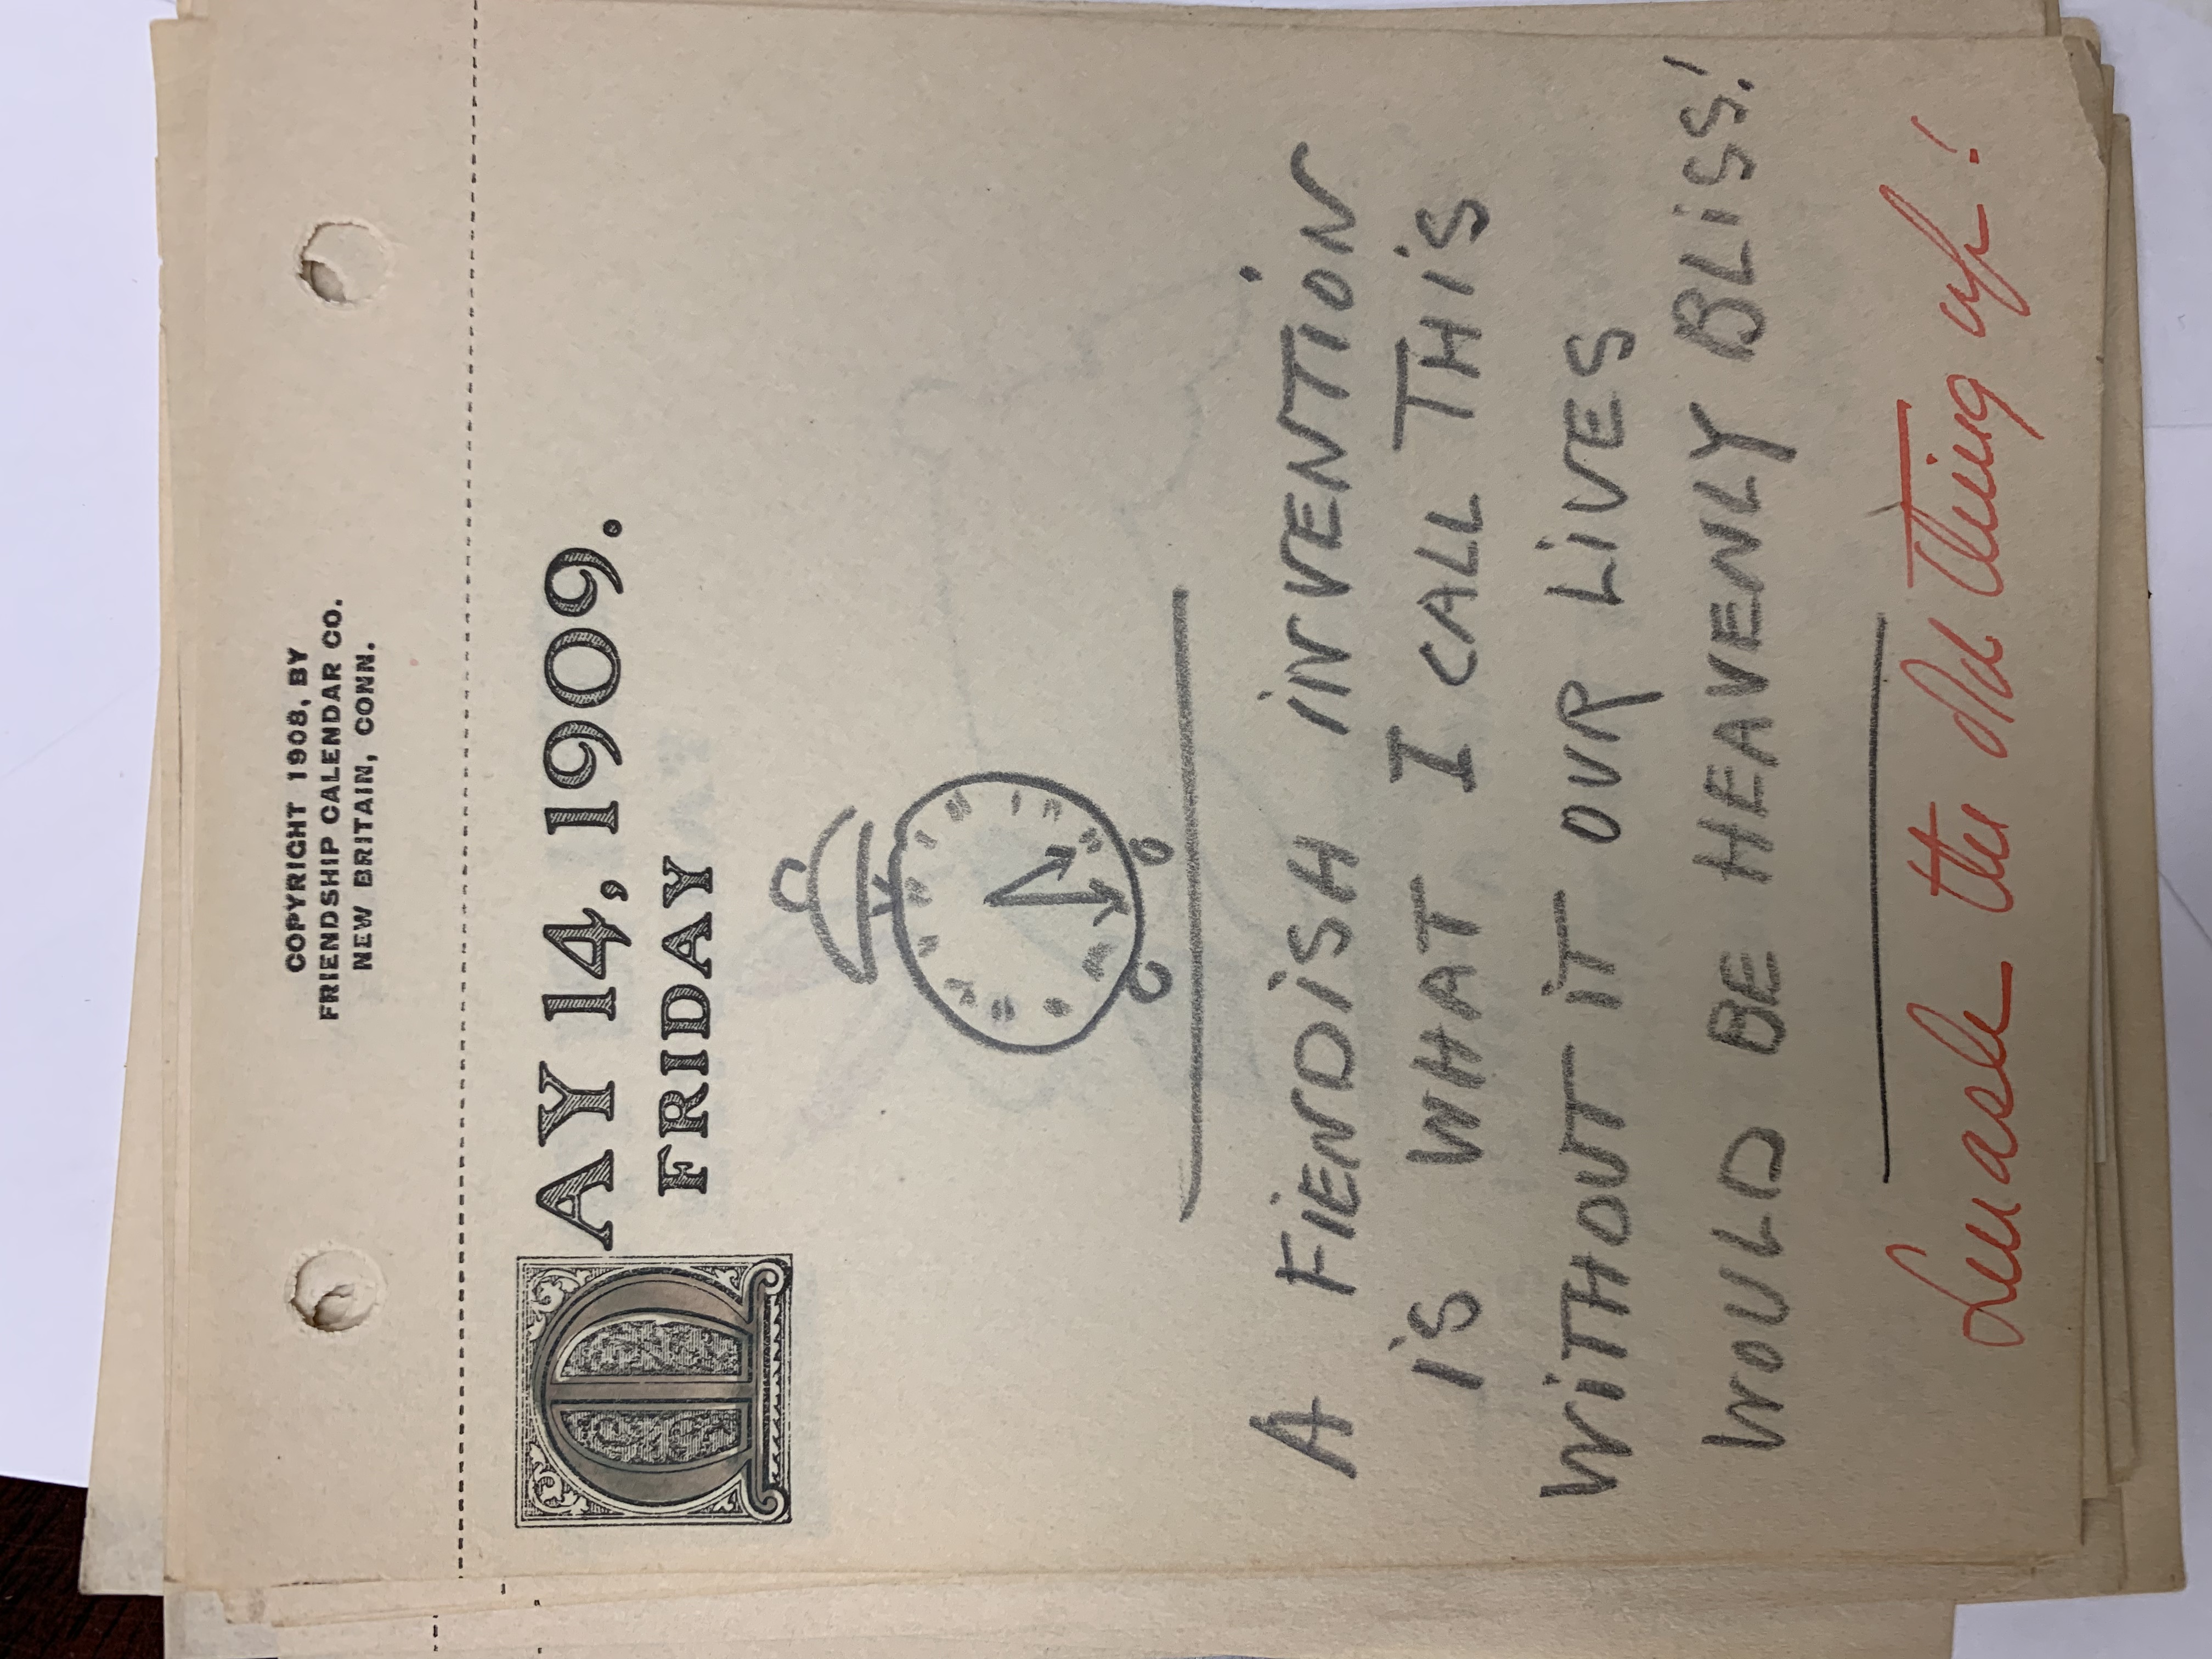 COPYRIGHT 1908, BY
FRIENDSHIP CALENDAR CO.
NEW BRITAIN, CONN.
MAY 14, 1909.
FRIDAY
A FiENDiSH iNVENTiON
iS WHAT I CALL THiS
WiTHOUT iT OUR LiVES
WOULD BE HEAVENLY BLiSS!
Smash the old thing up!